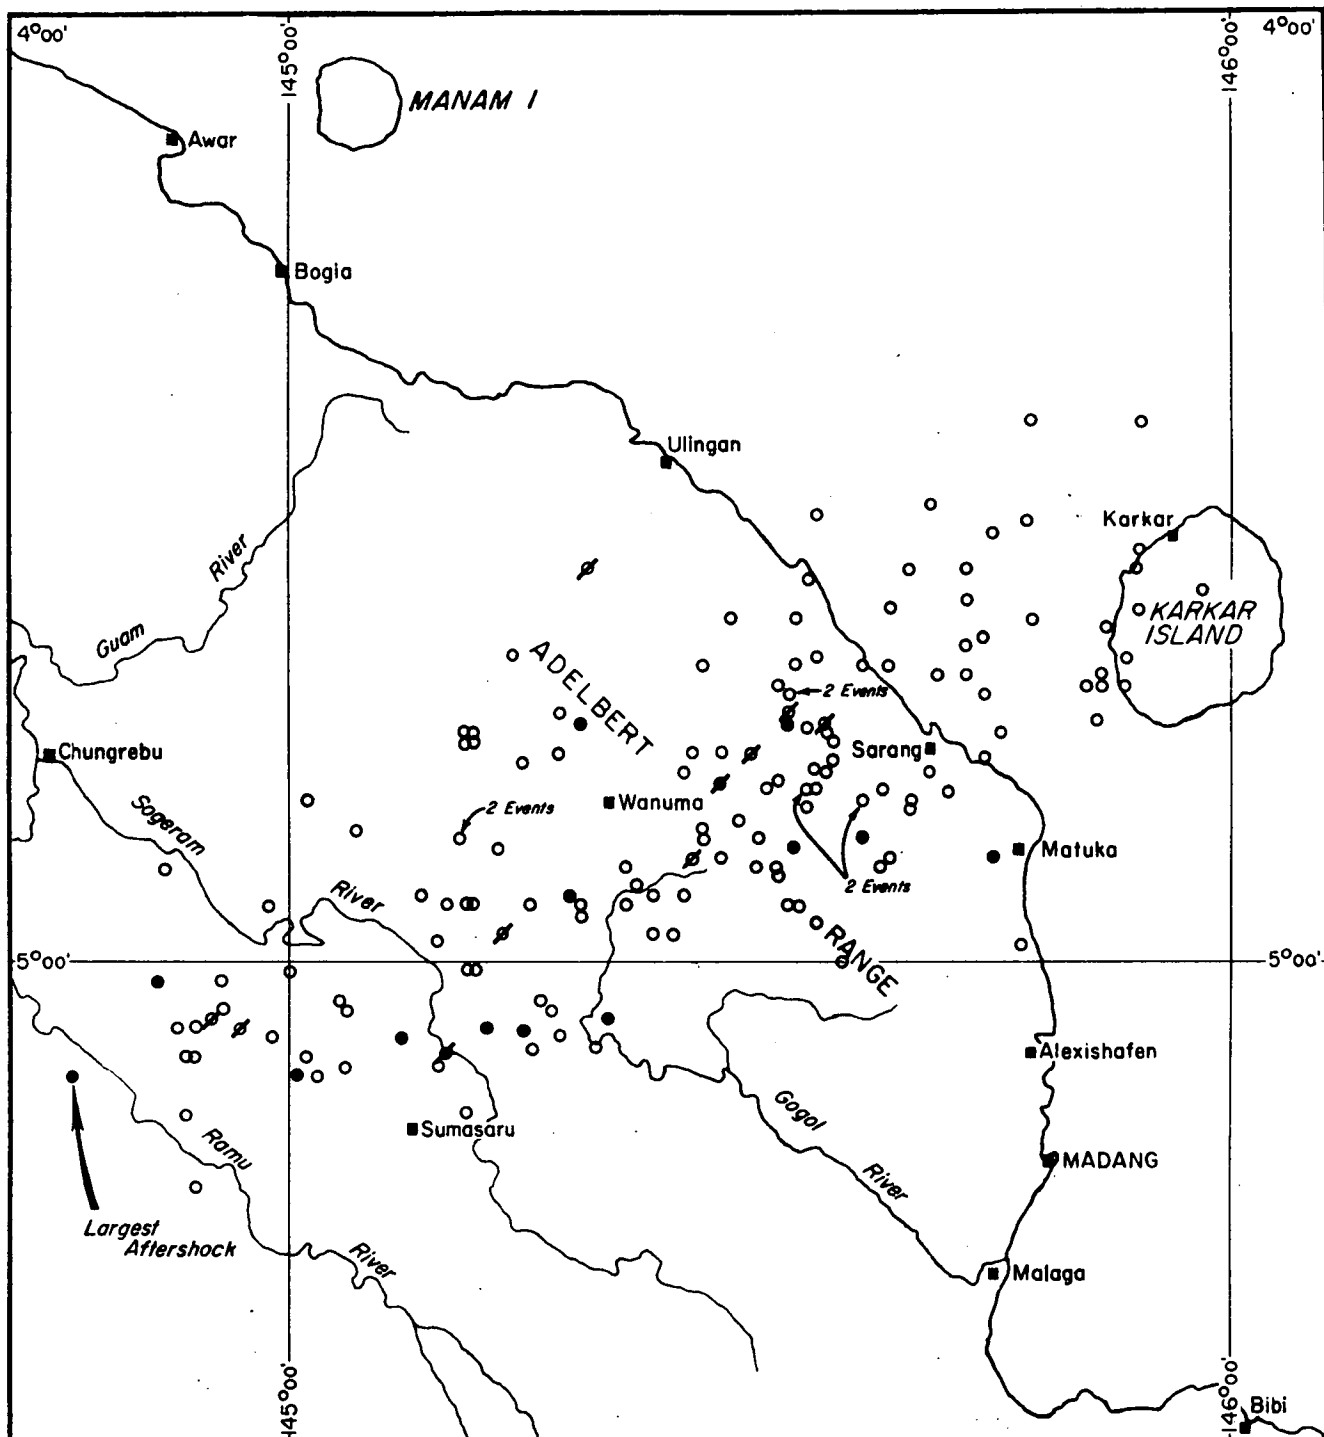 4°00'
145°00'
146°00'
4°00'
MANAM I
Awar
Bogia
Ulingan
Karkar
River
Guam
KARKAR
ISLAND
ADELBERT
2 Events
Chungrebu
Sarang
Sogeram
2 Events
Wanuma
Matuka
River
2 Events
RANGE
5°00'
5°00'
Alexishafen
Gogol
Ramu
Sumasaru
MADANG
River
Largest
Aftershock
River
Malaga
145°00'
146°00'
Bibi